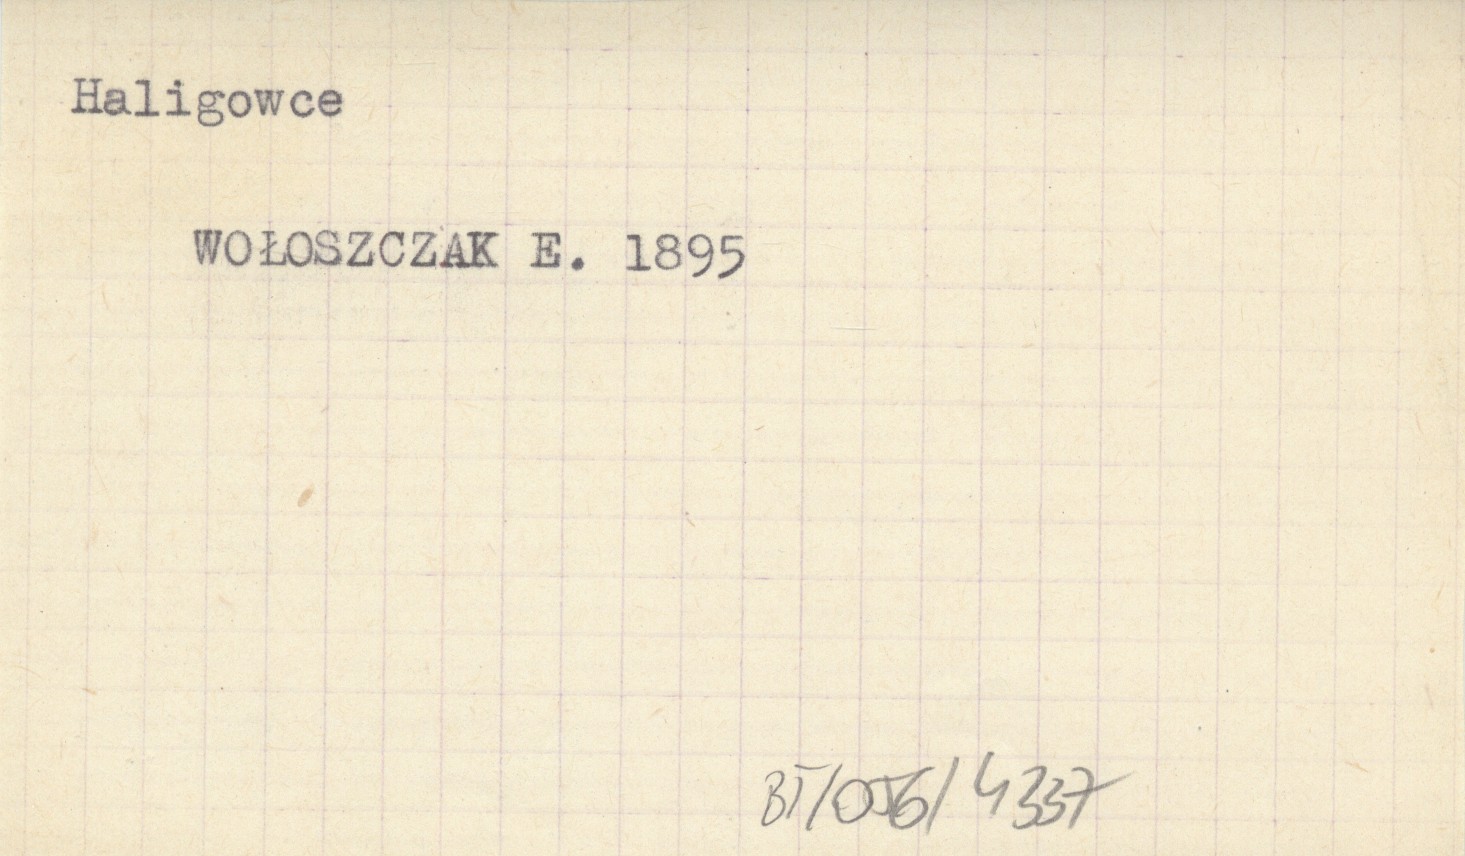 Haligowce
WOŁOSZCZAK E. 1895
BT/056/4337